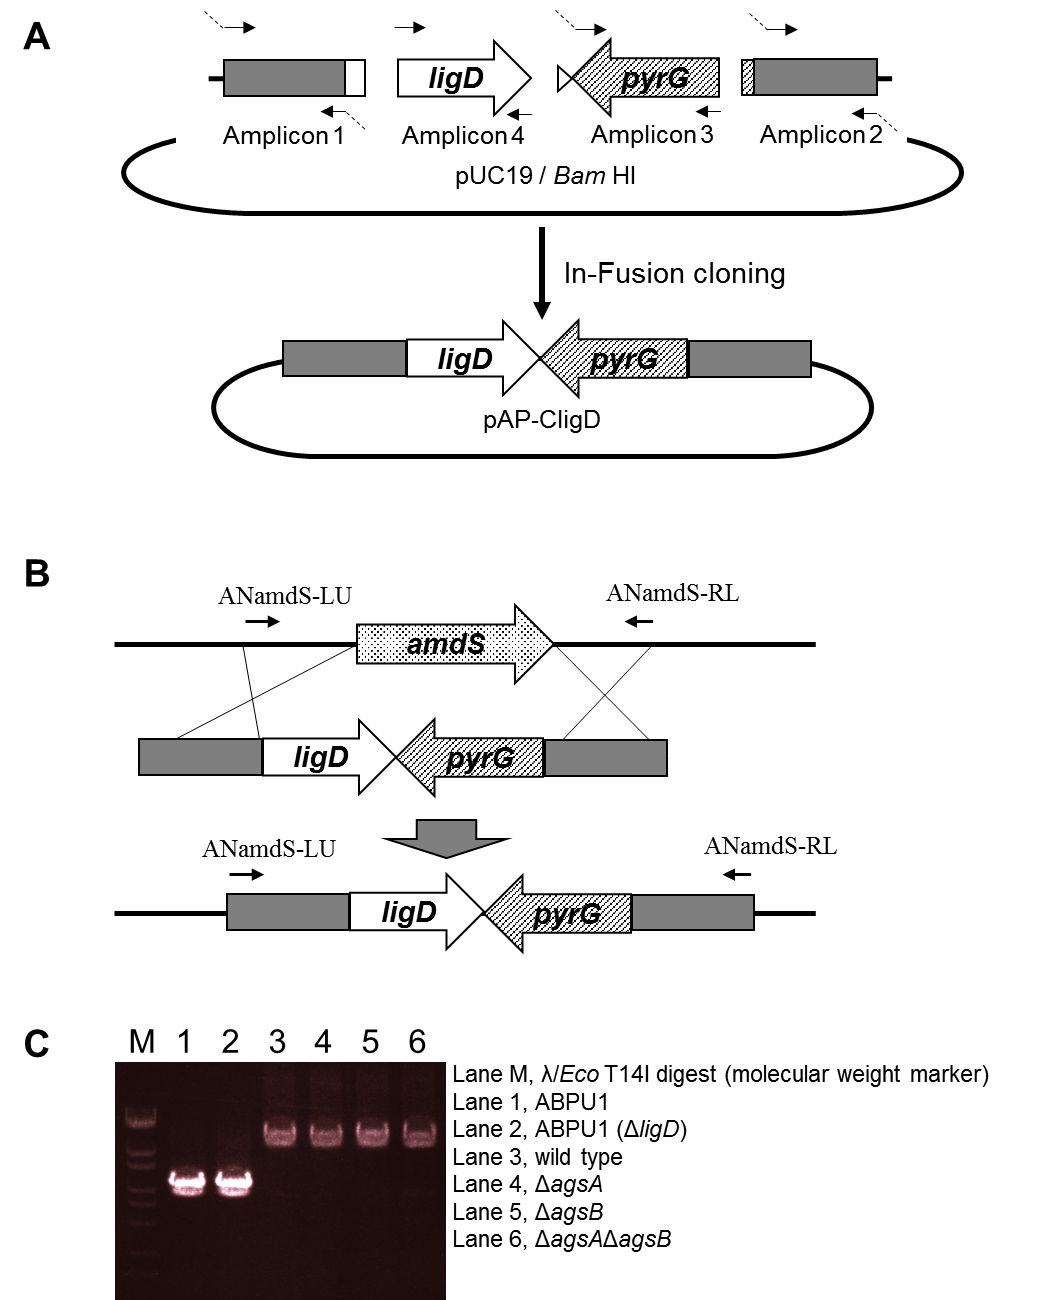 A
ligD
pyrG
Amplicon 1
Amplicon 4
Amplicon 3
Amplicon 2
pUC19 / Bam HI
In-Fusion cloning
ligD
pyrG
pAP-CligD
B
ANamdS-LU
ANamdS-RL
amdS
ligD
pyrG
ANamdS-LU
ANamdS-RL
ligD
pyrG
C
M 1 2 3 4 5 6
Lane M, λ/Eco T14I digest (molecular weight marker)
Lane 1, ABPU1
Lane 2, ABPU1 (ΔligD)
Lane 3, wild type
Lane 4, ΔagsA
Lane 5, ΔagsB
Lane 6, ΔagsAΔagsB